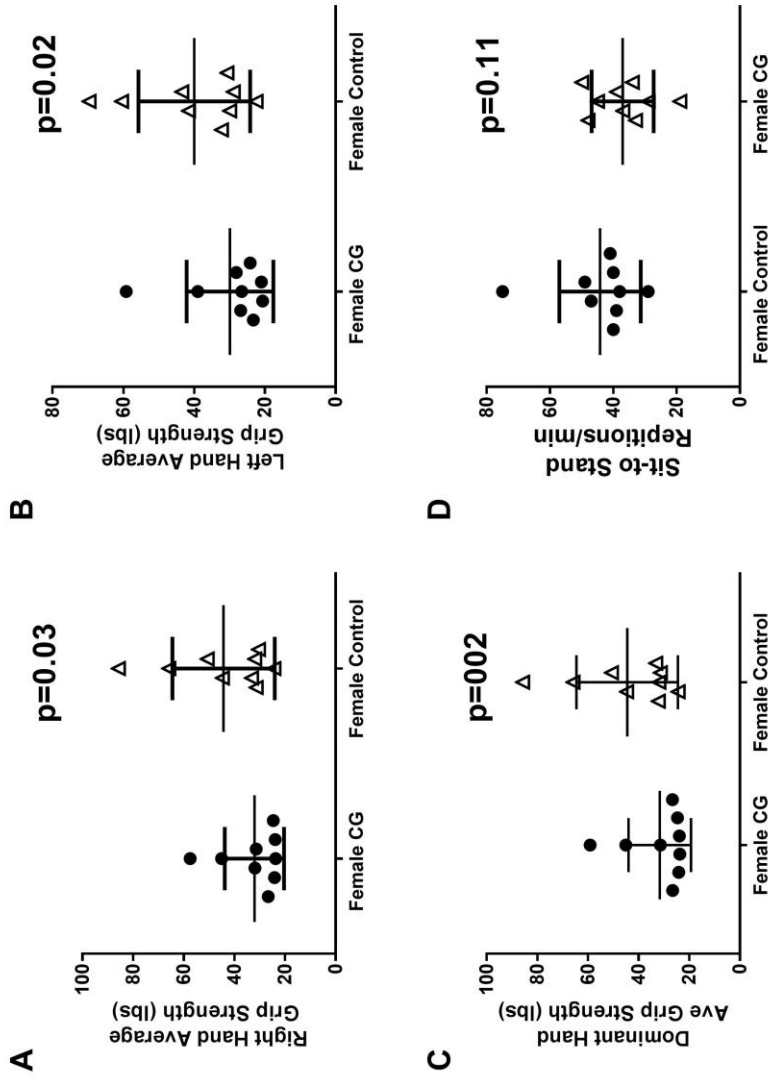 A
Right Hand Average
Grip Strength (lbs)
100
80
60
40
20
0
p=0.03
Female CG
Female Control
B
Left Hand Average
Grip Strength (lbs)
80
60
40
20
0
p=0.02
Female CG
Female Control
C
Dominant Hand
Ave Grip Strength (lbs)
100
80
60
40
20
0
p=002
Female CG
Female Control
D
Sit-to Stand
Repitions/min
80
60
40
20
0
p=0.11
Female Control
Female CG